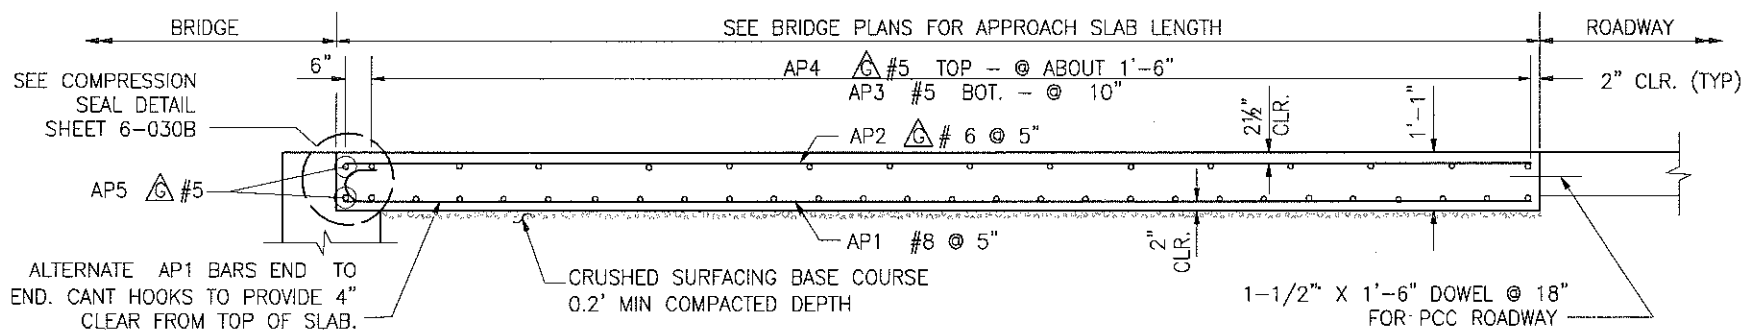 BRIDGE
SEE BRIDGE PLANS FOR APPROACH SLAB LENGTH
ROADWAY
6"
AP4 G #5 TOP - @ ABOUT 1'-6"
AP3 #5 BOT. - @ 10"
2" CLR. (TYP)
SEE COMPRESSION
SEAL DETAIL
SHEET 6-030B
AP2 G # 6 @ 5"
2½"
CLR.
1'-1"
AP5 G #5
AP1 #8 @ 5"
2"
CLR.
ALTERNATE AP1 BARS END TO
END. CANT HOOKS TO PROVIDE 4"
CLEAR FROM TOP OF SLAB.
CRUSHED SURFACING BASE COURSE
0.2' MIN COMPACTED DEPTH
1-1/2" X 1'-6" DOWEL @ 18"
FOR PCC ROADWAY